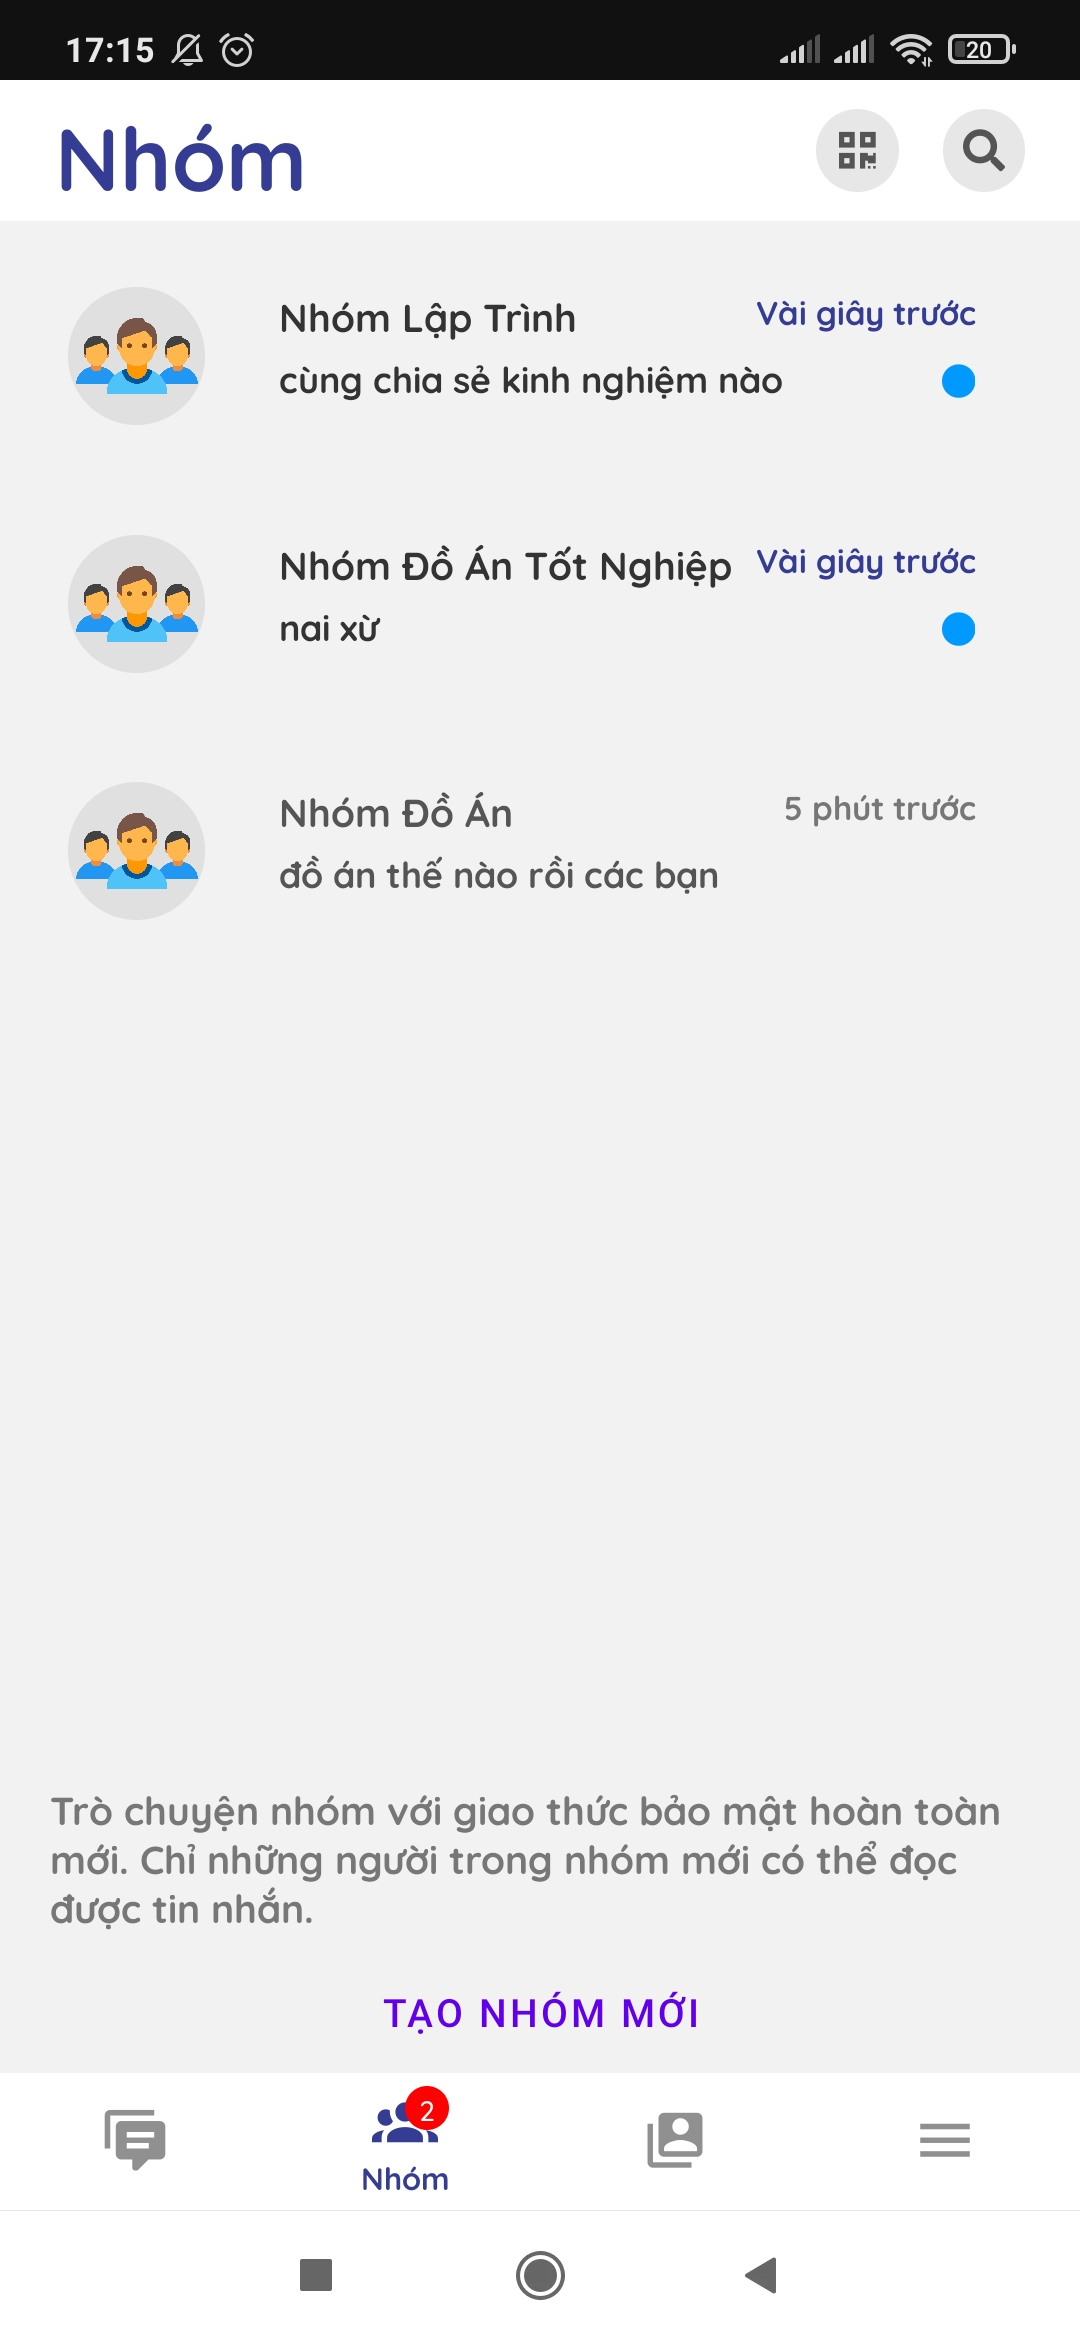 17:15
20
Nhóm
Nhóm Lập Trình
Vài giây trước
cùng chia sẻ kinh nghiệm nào
Nhóm Đồ Án Tốt Nghiệp
Vài giây trước
nai xừ
Nhóm Đồ Án
5 phút trước
đồ án thế nào rồi các bạn
Trò chuyện nhóm với giao thức bảo mật hoàn toàn
mới. Chỉ những người trong nhóm mới có thể đọc
được tin nhắn.
TẠO NHÓM MỚI
2
Nhóm